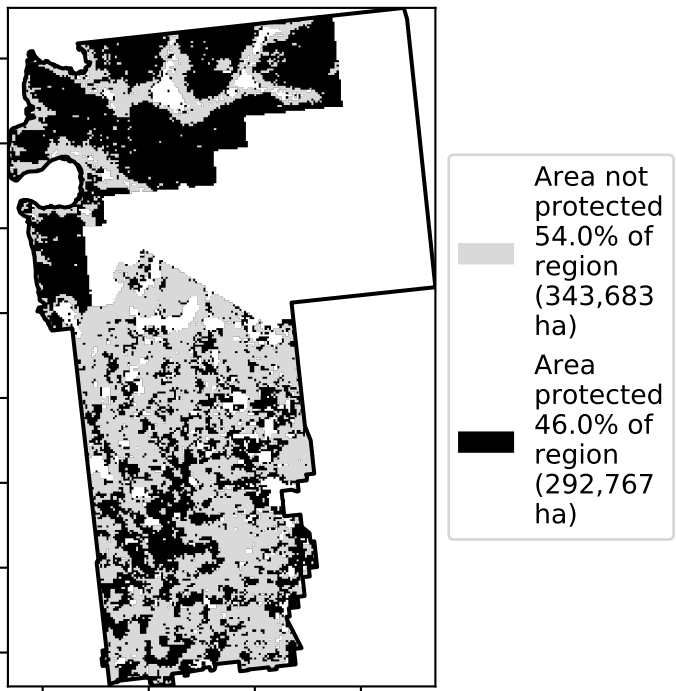 Area not
protected
54.0% of
region
(343,683
ha)
Area
protected
46.0% of
region
(292,767
ha)